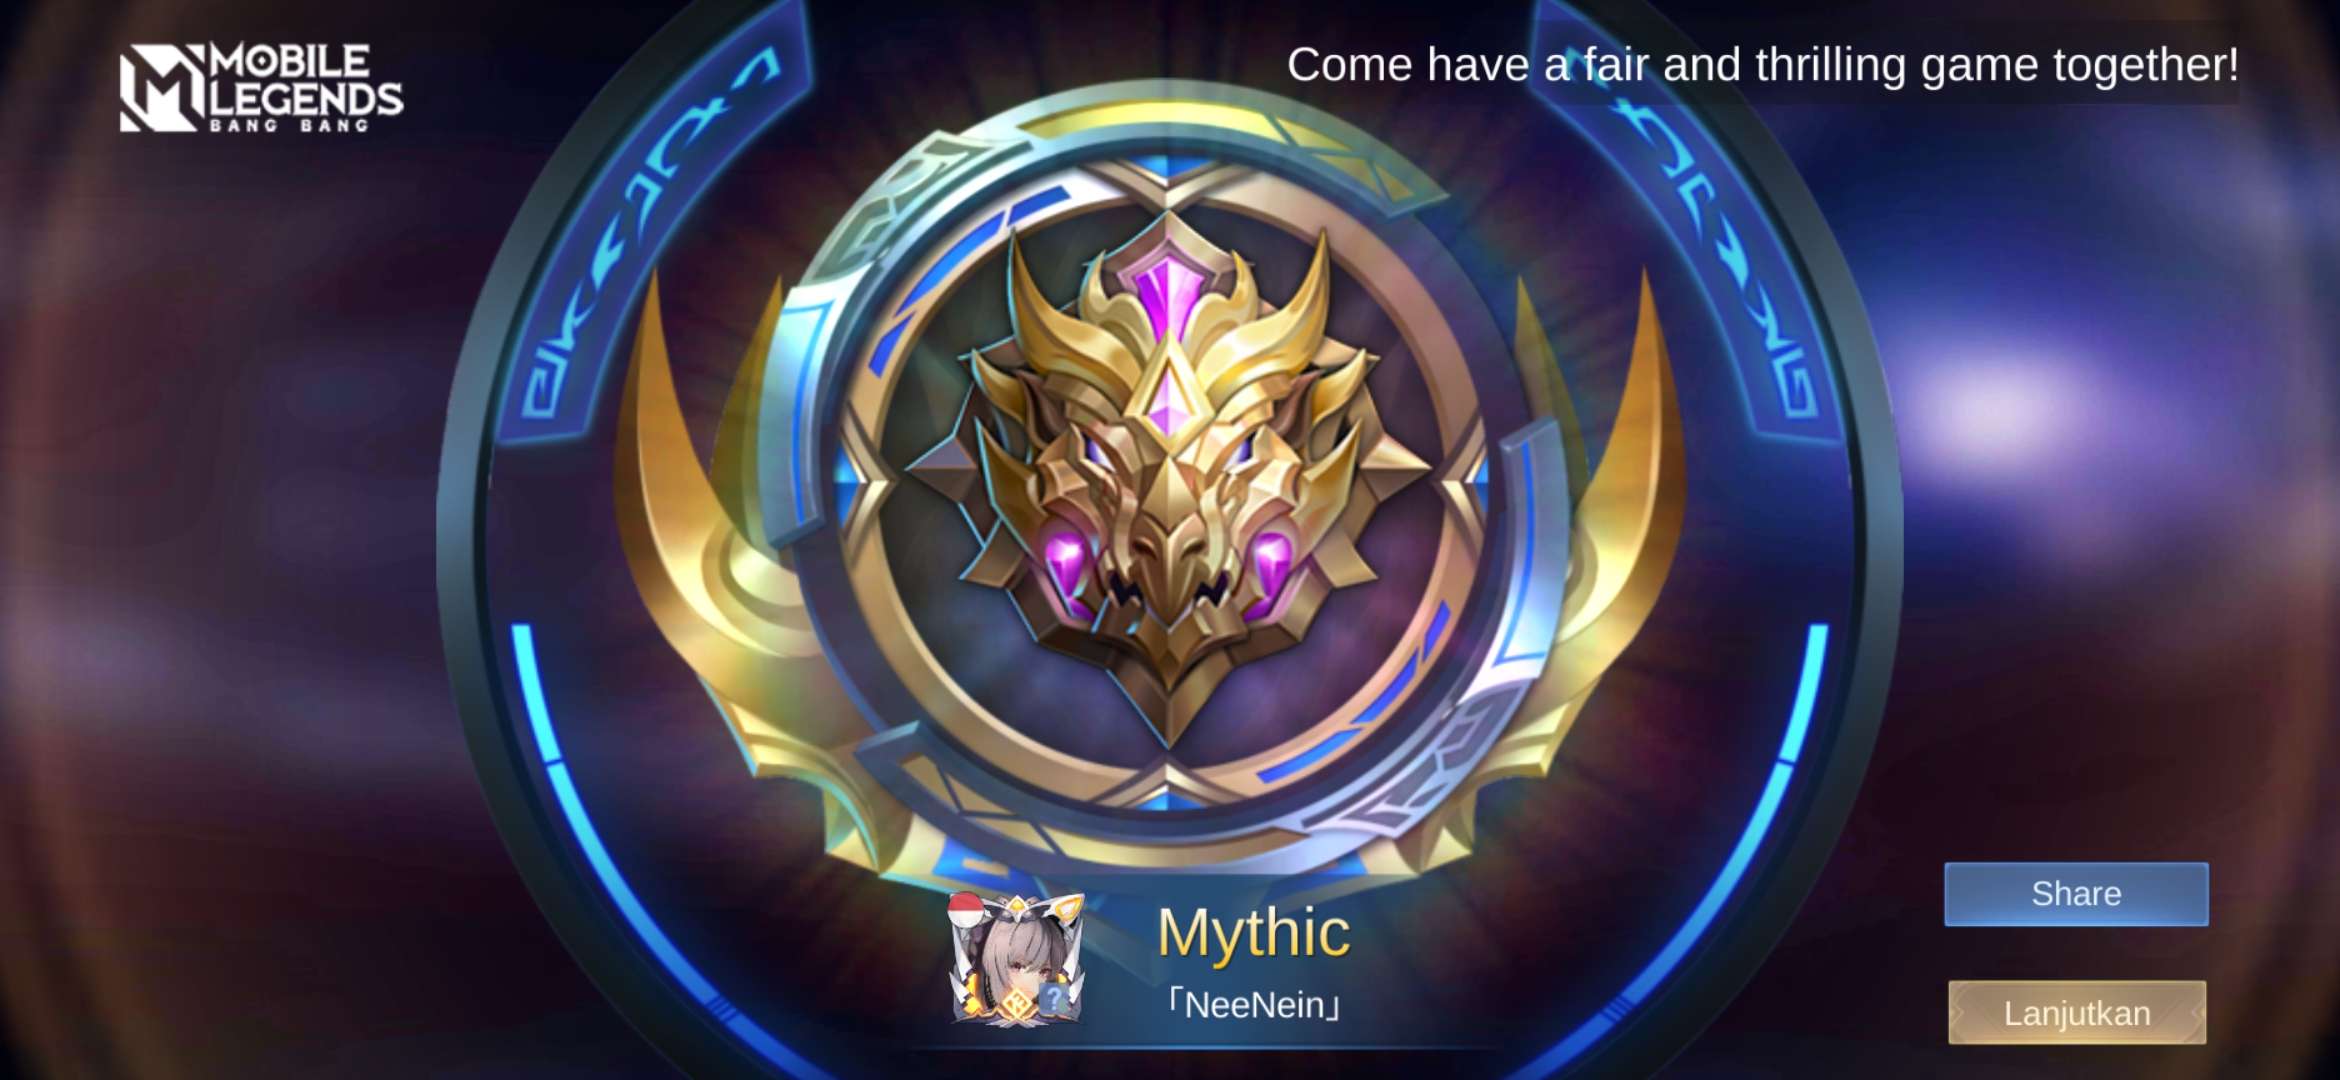 MOBILE
LEGENDS
BANG BANG
Come have a fair and thrilling game together!
Mythic
「NeeNein」
Share
Lanjutkan